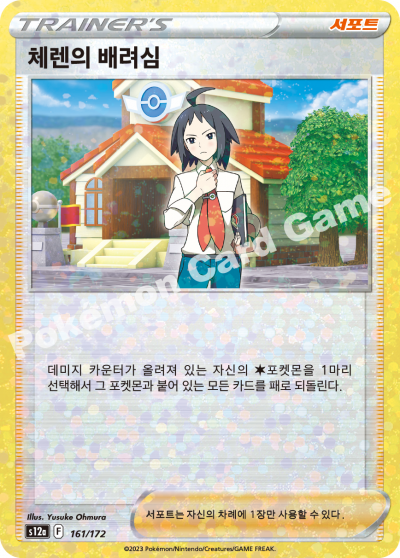 TRAINER'S
서포트
체렌의 배려심
Pokémon Card Game
데미지 카운터가 올려져 있는 자신의 포켓몬을 1마리
선택해서 그 포켓몬과 붙어 있는 모든 카드를 패로 되돌린다.
Illus. Yusuke Ohmura
s12a F 161/172
서포트는 자신의 차례에 1장만 사용할 수 있다.
©2023 Pokémon/Nintendo/Creatures/GAME FREAK.